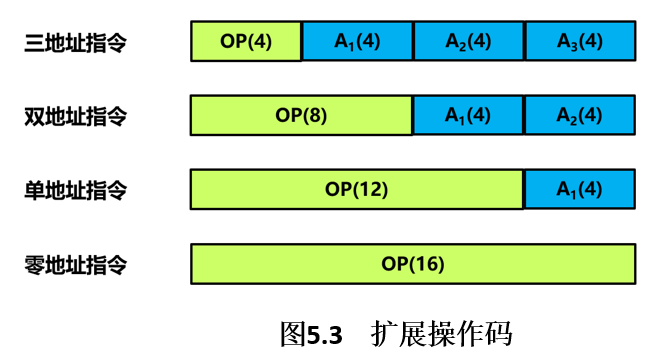 三地址指令 OP(4) A₁(4) A₂(4) A₃(4)
双地址指令 OP(8) A₁(4) A₂(4)
单地址指令 OP(12) A₁(4)
零地址指令 OP(16)
图5.3 扩展操作码